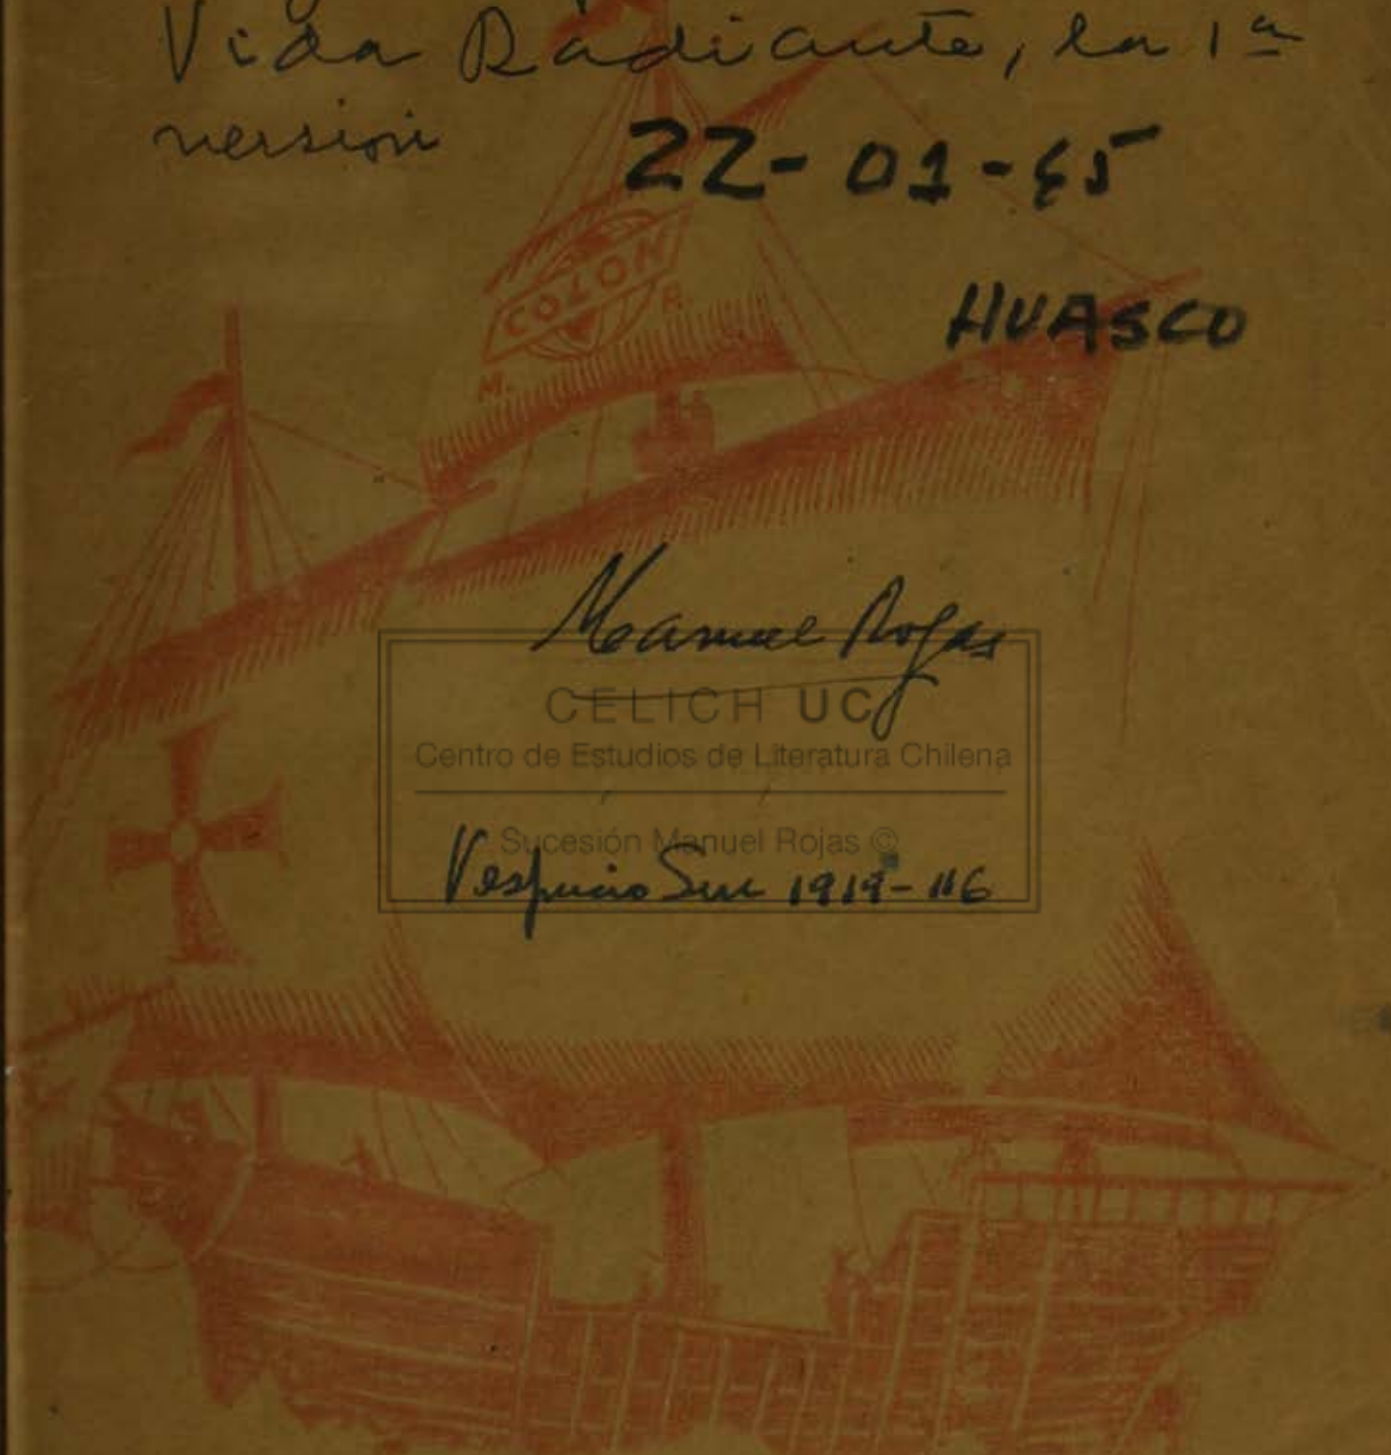 Vida Radiante, la 1ª
version 22-01-65
COLON
M. R.
HUASCO
Manuel Rojas
CELICH UC
Centro de Estudios de Literatura Chilena
Sucesión Manuel Rojas ©
Vespucio Sur 1919-116